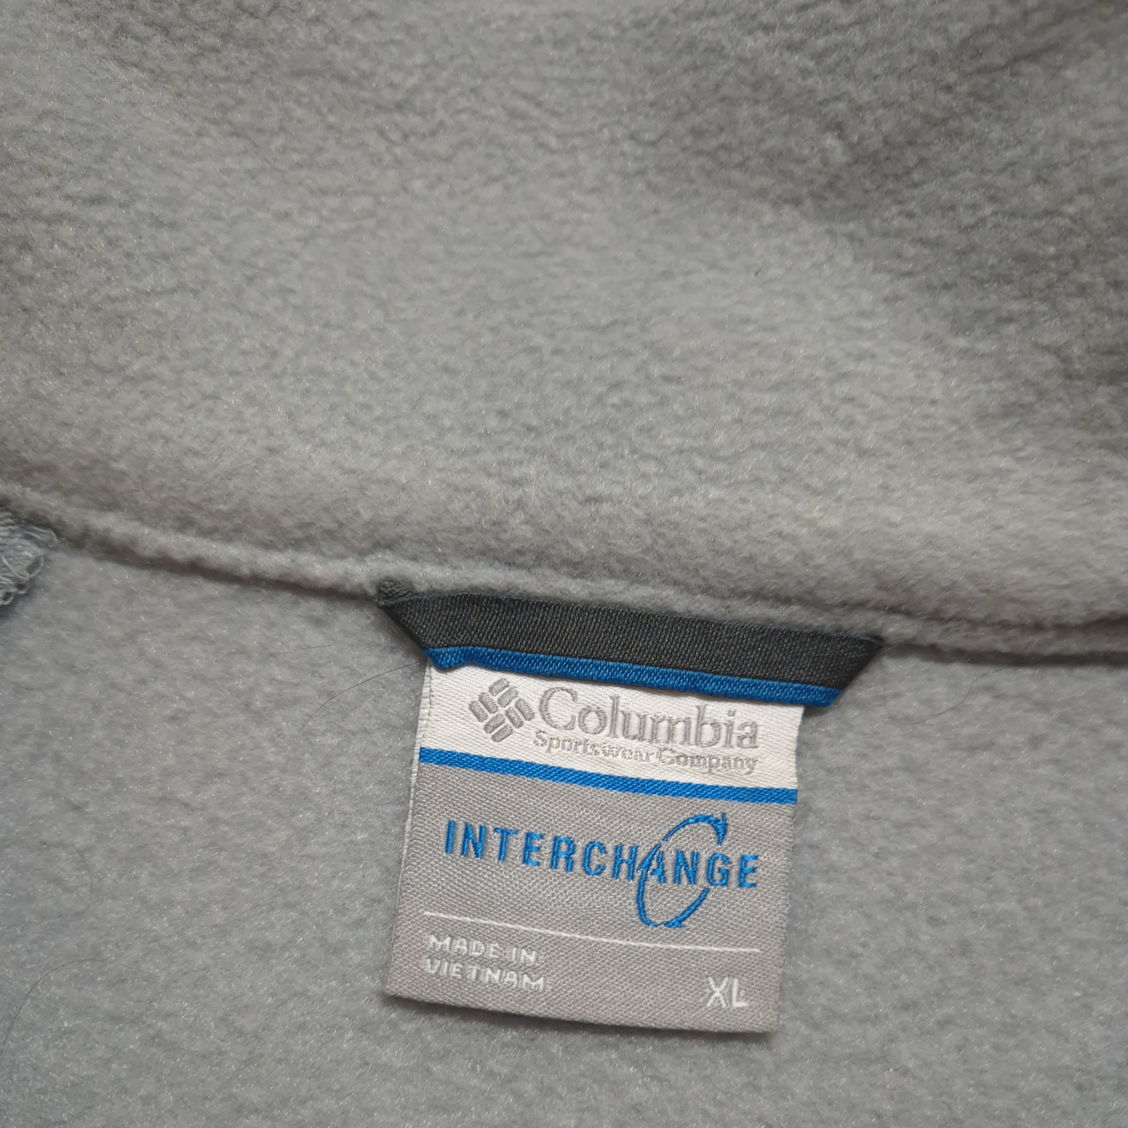 Columbia
Sportswear Company
INTERCHANGE
MADE IN
VIETNAM
XL